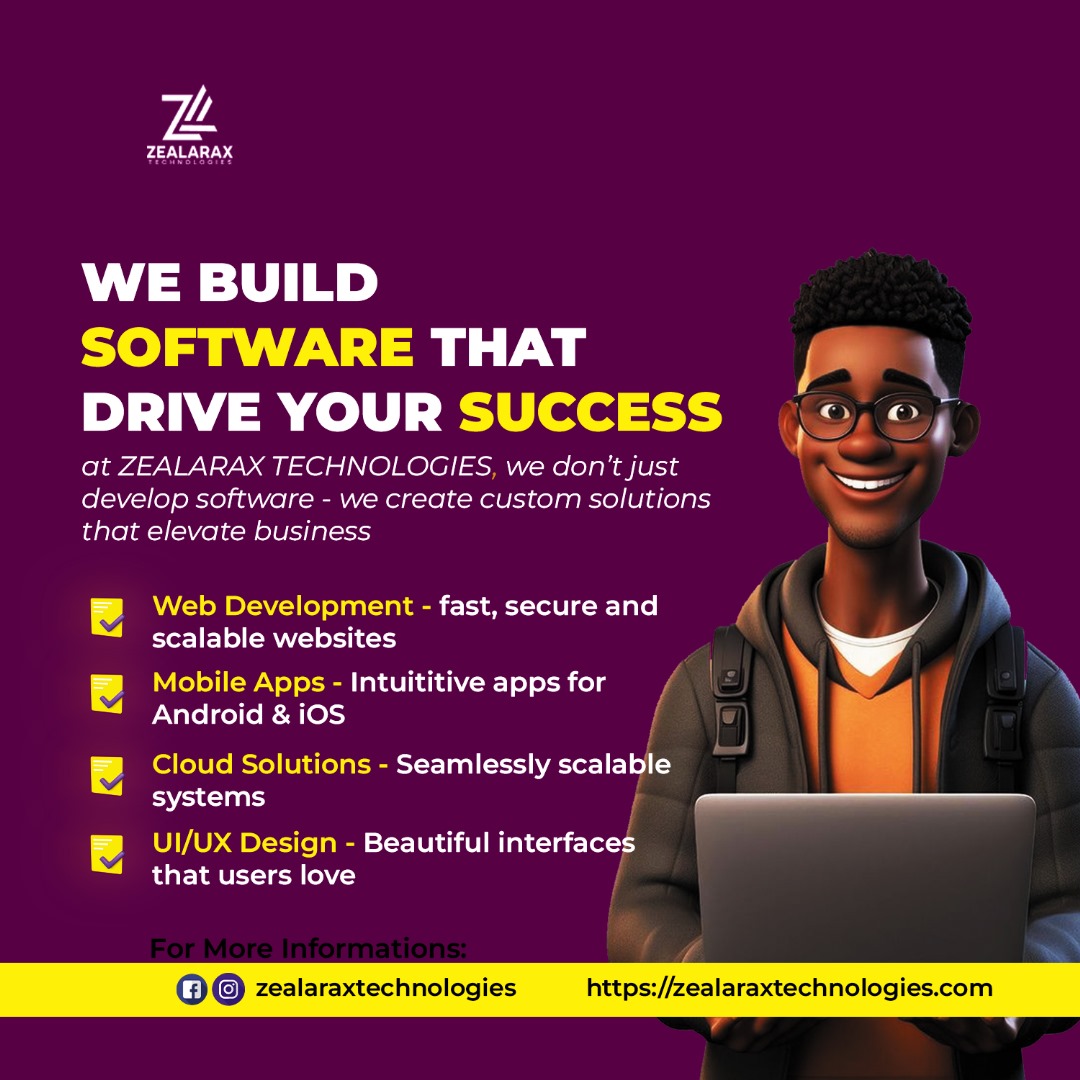 ZEALARAX
TECHNOLOGIES
WE BUILD
SOFTWARE THAT
DRIVE YOUR SUCCESS
at ZEALARAX TECHNOLOGIES, we don't just
develop software - we create custom solutions
that elevate business
Web Development - fast, secure and
scalable websites
Mobile Apps - Intuititive apps for
Android & iOS
Cloud Solutions - Seamlessly scalable
systems
UI/UX Design - Beautiful interfaces
that users love
For More Informations:
zealaraxtechnologies https://zealaraxtechnologies.com